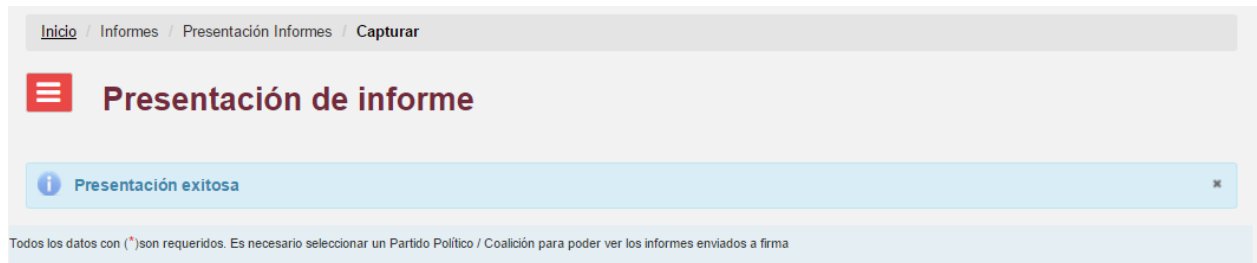 Inicio / Informes / Presentación Informes / Capturar
Presentación de informe
Presentación exitosa
Todos los datos con (*)son requeridos. Es necesario seleccionar un Partido Político / Coalición para poder ver los informes enviados a firma